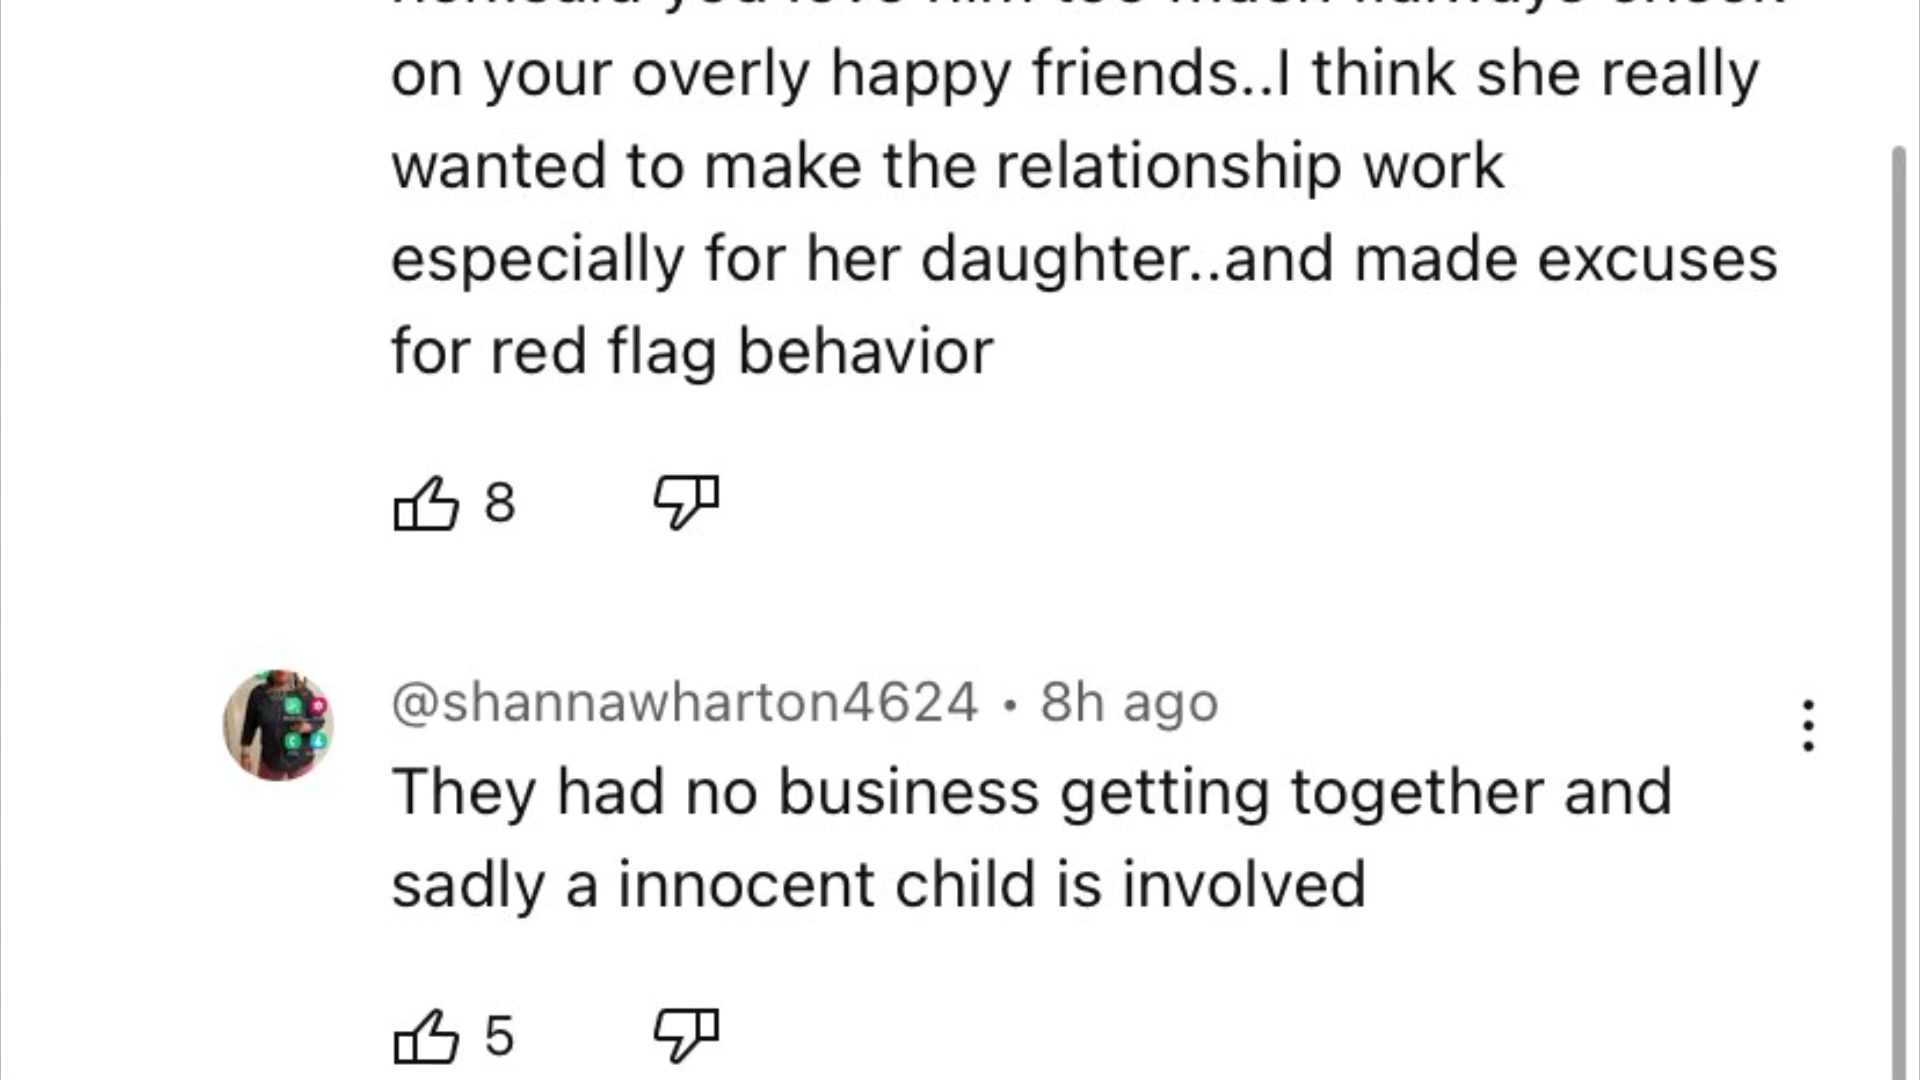 on your overly happy friends..I think she really
wanted to make the relationship work
especially for her daughter..and made excuses
for red flag behavior
8
@shannawharton4624 • 8h ago
They had no business getting together and
sadly a innocent child is involved
5